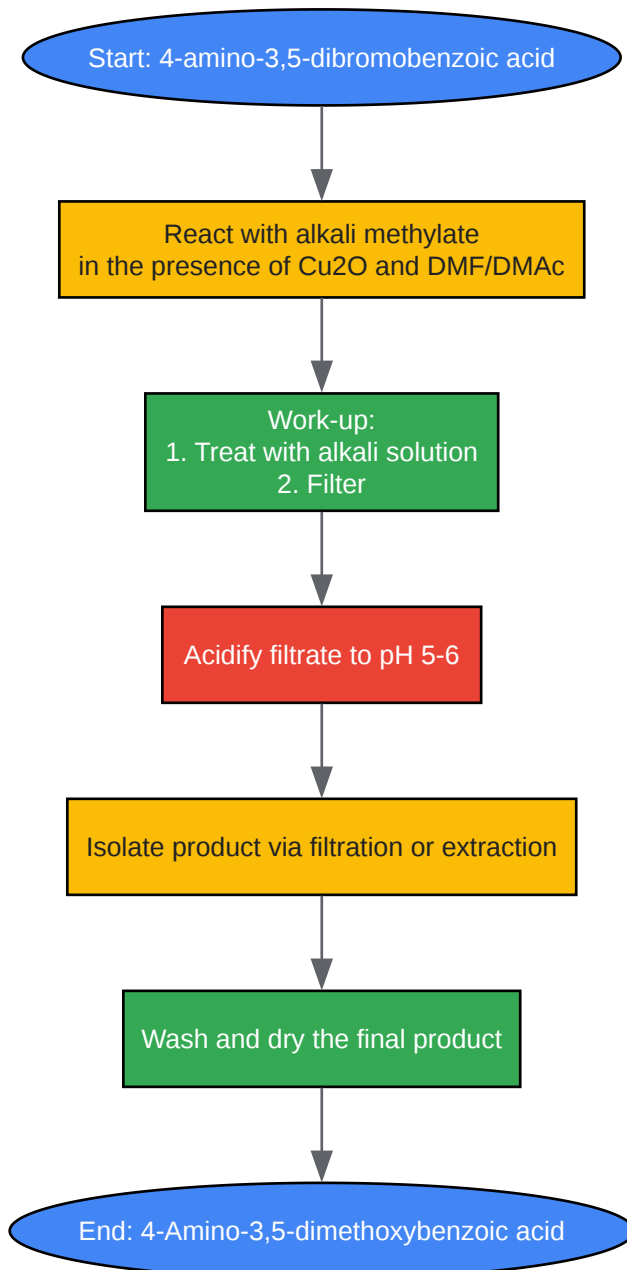 Start: 4-amino-3,5-dibromobenzoic acid
React with alkali methylate
in the presence of Cu2O and DMF/DMAc
Work-up:
1. Treat with alkali solution
2. Filter
Acidify filtrate to pH 5-6
Isolate product via filtration or extraction
Wash and dry the final product
End: 4-Amino-3,5-dimethoxybenzoic acid